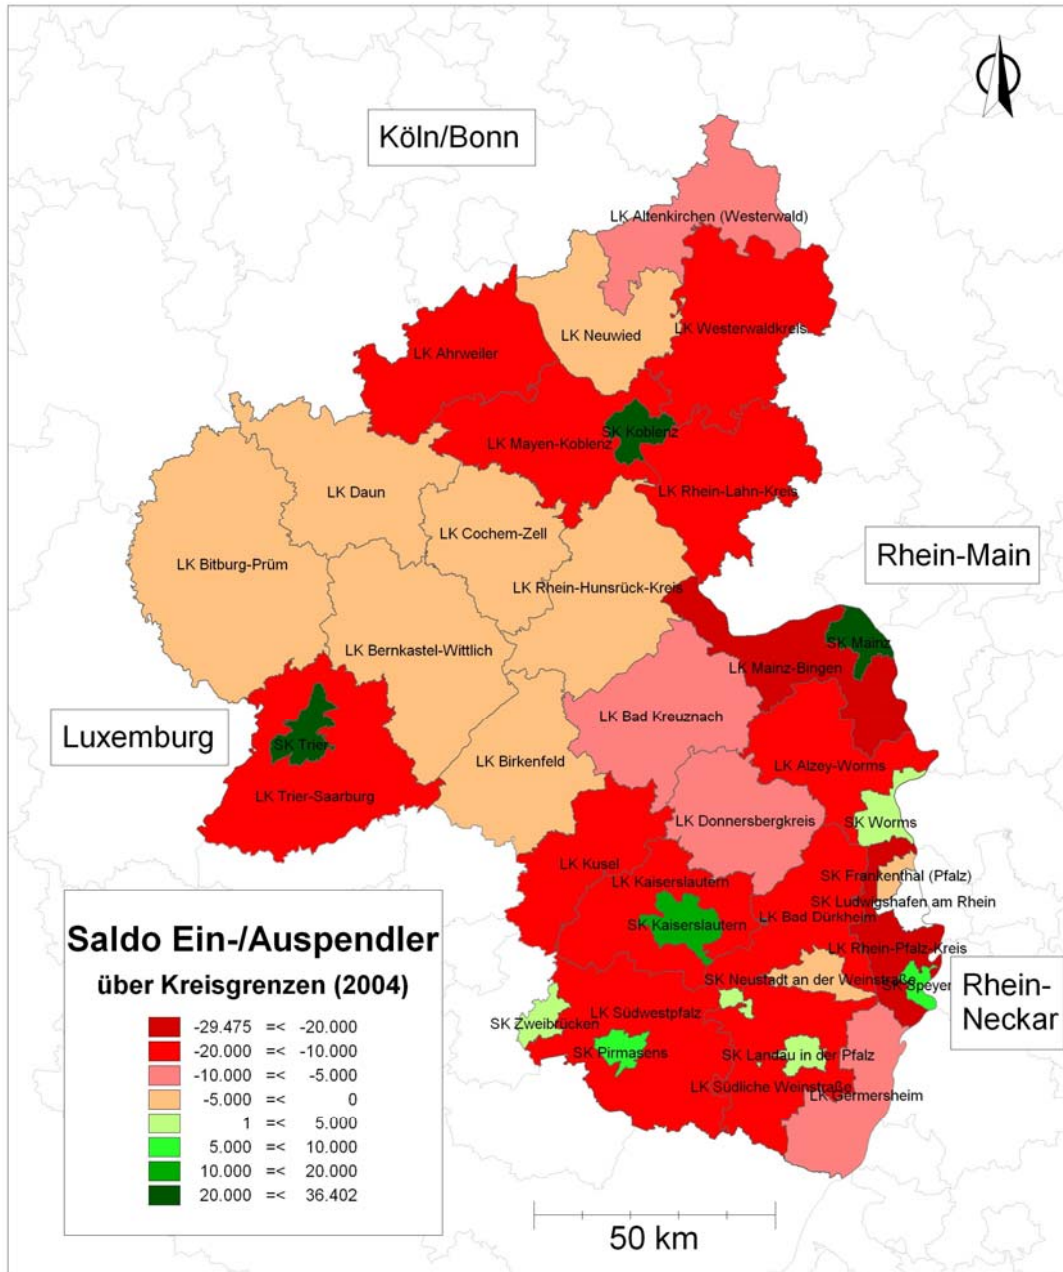 Köln/Bonn
LK Altenkirchen (Westerwald)
LK Neuwied
LK Westerwaldkreis
LK Ahrweiler
SK Koblenz
LK Mayen-Koblenz
LK Rhein-Lahn-Kreis
LK Daun
LK Cochem-Zell
Rhein-Main
LK Bitburg-Prüm
LK Rhein-Hunsrück-Kreis
SK Mainz
LK Bernkastel-Wittlich
LK Mainz-Bingen
LK Bad Kreuznach
Luxemburg
SK Trier
LK Birkenfeld
LK Alzey-Worms
LK Trier-Saarburg
LK Donnersbergkreis
SK Worms
LK Kusel
SK Frankenthal (Pfalz)
LK Kaiserslautern
SK Ludwigshafen am Rhein
LK Bad Dürkheim
SK Kaiserslautern
LK Rhein-Pfalz-Kreis
SK Neustadt an der Weinstraße
SK Speyer
Rhein-
Neckar
LK Südwestpfalz
SK Zweibrücken
SK Pirmasens
SK Landau in der Pfalz
LK Südliche Weinstraße
LK Germersheim
Saldo Ein-/Auspendler
über Kreisgrenzen (2004)
-29.475 =< -20.000
-20.000 =< -10.000
-10.000 =< -5.000
-5.000 =< 0
1 =< 5.000
5.000 =< 10.000
10.000 =< 20.000
20.000 =< 36.402
50 km